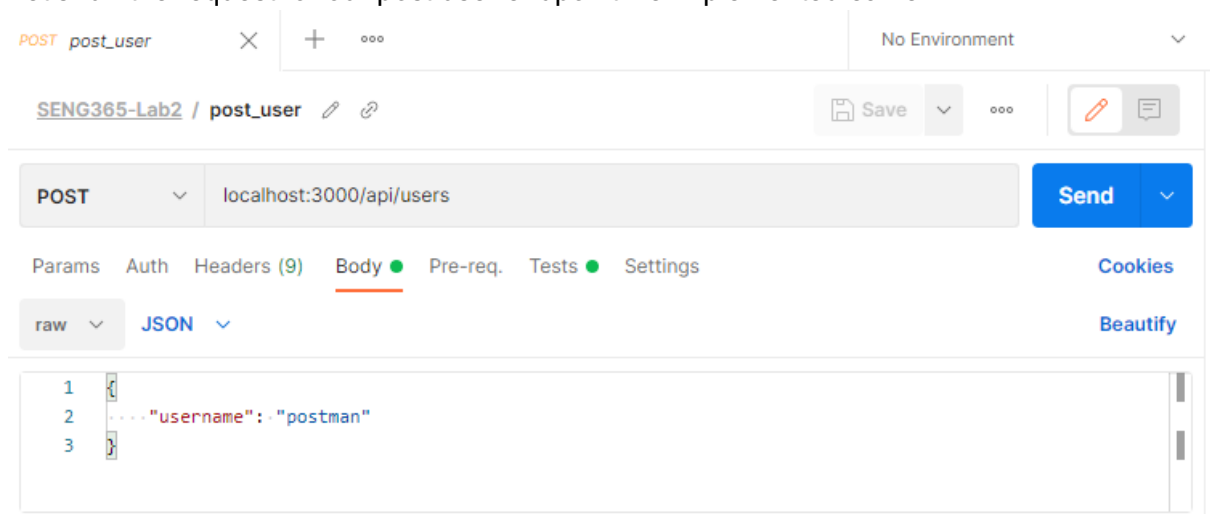 POST post_user
No Environment
SENG365-Lab2 / post_user
Save
POST localhost:3000/api/users Send
Params Auth Headers (9) Body Pre-req. Tests Settings Cookies
raw JSON Beautify
1 {
2 "username": "postman"
3 }